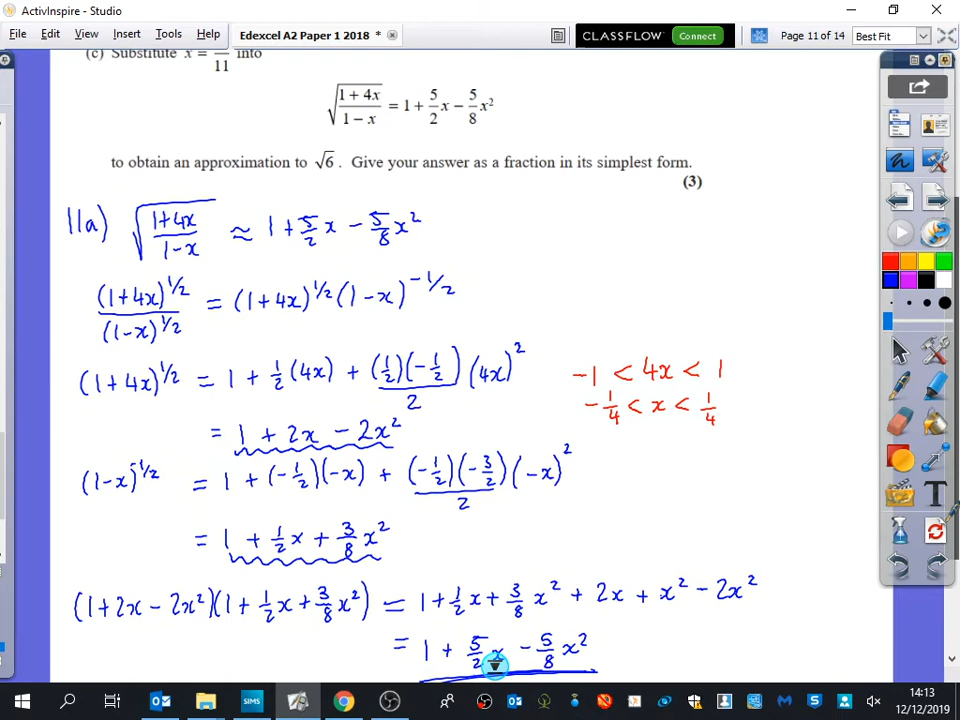 ActivInspire - Studio
File Edit View Insert Tools Help Edexcel A2 Paper 1 2018 * CLASSFLOW Connect Page 11 of 14 Best Fit
(c) Substitute x = /11 into
√((1 + 4x)/(1 − x)) = 1 + 5/2 x − 5/8 x²
to obtain an approximation to √6 . Give your answer as a fraction in its simplest form.
(3)
11a) √((1+4x)/(1-x)) ≈ 1 + 5/2 x − 5/8 x²
(1+4x)^1/2 / (1-x)^1/2 = (1+4x)^1/2 (1-x)^-1/2
(1+4x)^1/2 = 1 + 1/2 (4x) + (1/2)(-1/2)/2 (4x)²
-1 < 4x < 1
= 1 + 2x − 2x²
-1/4 < x < 1/4
(1-x)^-1/2 = 1 + (-1/2)(-x) + (-1/2)(-3/2)/2 (-x)²
= 1 + 1/2 x + 3/8 x²
(1+2x − 2x²)(1 + 1/2 x + 3/8 x²) = 1 + 1/2 x + 3/8 x² + 2x + x² − 2x²
= 1 + 5/2 x − 5/8 x²
SIMS
14:13
12/12/2019